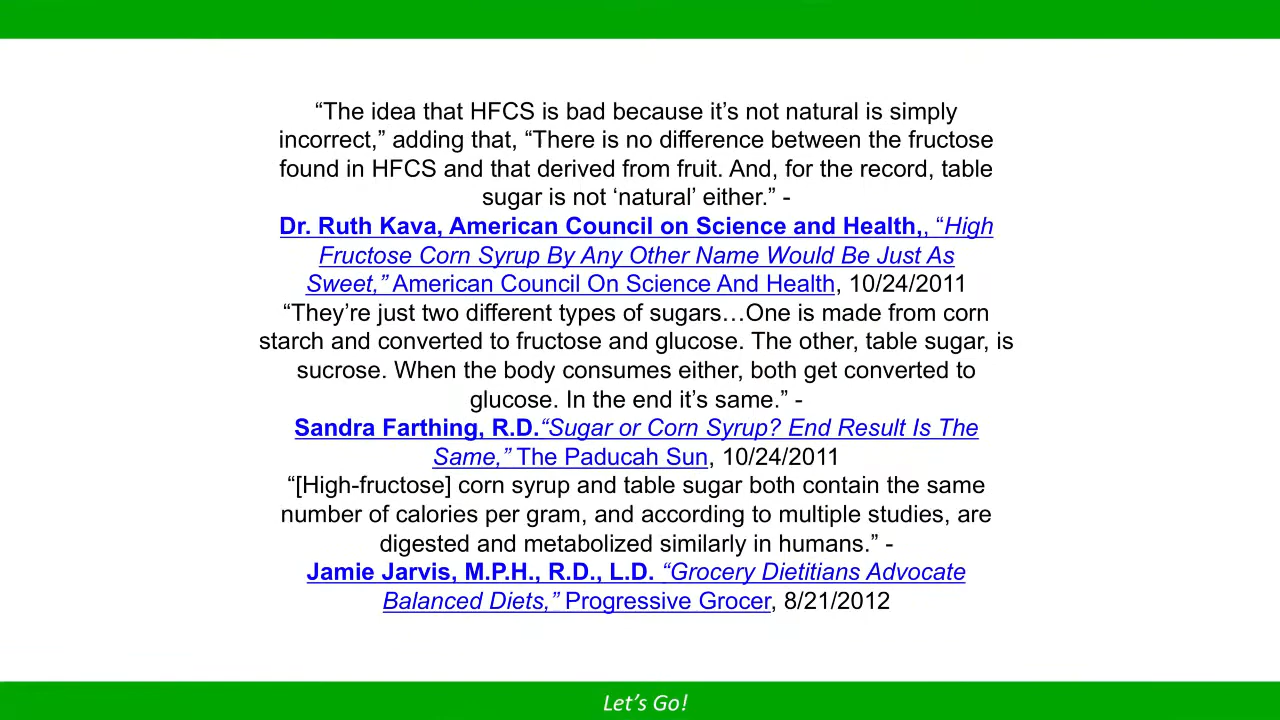 “The idea that HFCS is bad because it’s not natural is simply
incorrect,” adding that, “There is no difference between the fructose
found in HFCS and that derived from fruit. And, for the record, table
sugar is not ‘natural’ either.” -
Dr. Ruth Kava, American Council on Science and Health,, “High
Fructose Corn Syrup By Any Other Name Would Be Just As
Sweet,” American Council On Science And Health, 10/24/2011
“They’re just two different types of sugars…One is made from corn
starch and converted to fructose and glucose. The other, table sugar, is
sucrose. When the body consumes either, both get converted to
glucose. In the end it’s same.” -
Sandra Farthing, R.D.“Sugar or Corn Syrup? End Result Is The
Same,” The Paducah Sun, 10/24/2011
“[High-fructose] corn syrup and table sugar both contain the same
number of calories per gram, and according to multiple studies, are
digested and metabolized similarly in humans.” -
Jamie Jarvis, M.P.H., R.D., L.D. “Grocery Dietitians Advocate
Balanced Diets,” Progressive Grocer, 8/21/2012
Let’s Go!